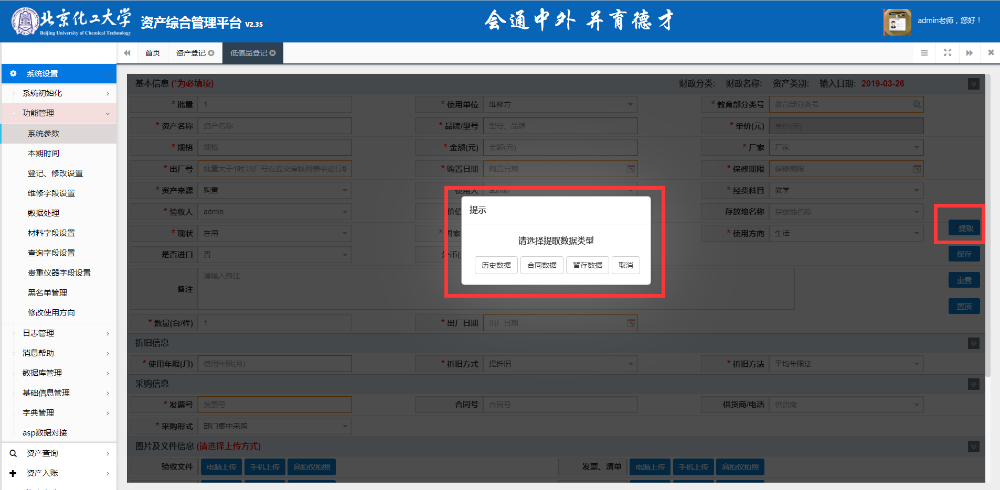 北京化工大学
Beijing University of Chemical Technology
资产综合管理平台 V2.35
会通中外 并育德才
admin老师，您好！
首页
资产登记
低值品登记
系统设置
系统初始化
功能管理
系统参数
本期时间
登记、修改设置
维修字段设置
数据处理
材料字段设置
查询字段设置
贵重仪器字段设置
黑名单管理
修改使用方向
日志管理
消息帮助
数据库管理
基础信息管理
字典管理
asp数据对接
资产查询
资产入账
基本信息 (*为必填项)
财政分类: 财政名称: 资产类别: 输入日期: 2019-03-26
* 批量 1
* 使用单位 维修方
* 教育部分类号 教育部分类号
* 资产名称 资产名称
* 品牌/型号 型号、品牌
* 单价(元) 单价(元)
* 规格 规格
* 金额(元) 金额(元)
* 厂家 厂家
* 出厂号 批量大于1时,出厂号在提交审核列表中进行
* 购置日期 购置日期
* 保修期限 保修期限
* 资产来源 购置
使用人 admin
* 经费科目 教学
* 验收人 admin
价值
存放地名称 存放地名称
* 现状 在用
* 国家
* 使用方向 生活
是否进口 否
外币(
备注 请输入备注
* 数量(台/件) 1
* 出厂日期 出厂日期
提示
请选择提取数据类型
历史数据 合同数据 暂存数据 取消
提取
保存
重置
置顶
折旧信息
* 使用年限(月) 使用年限(月)
* 折旧方式 提折旧
* 折旧方法 平均年限法
采购信息
* 发票号 发票号
合同号 合同号
供货商/电话 供货商
* 采购形式 部门集中采购
图片及文件信息 (请选择上传方式)
验收文件 电脑上传 手机上传 高拍仪拍照
发票、清单 电脑上传 手机上传 高拍仪拍照